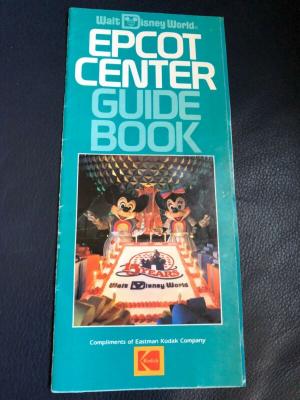 Walt Disney World®
EPCOT
CENTER
GUIDE
BOOK
15
YEARS
Walt Disney World
Compliments of Eastman Kodak Company
Kodak